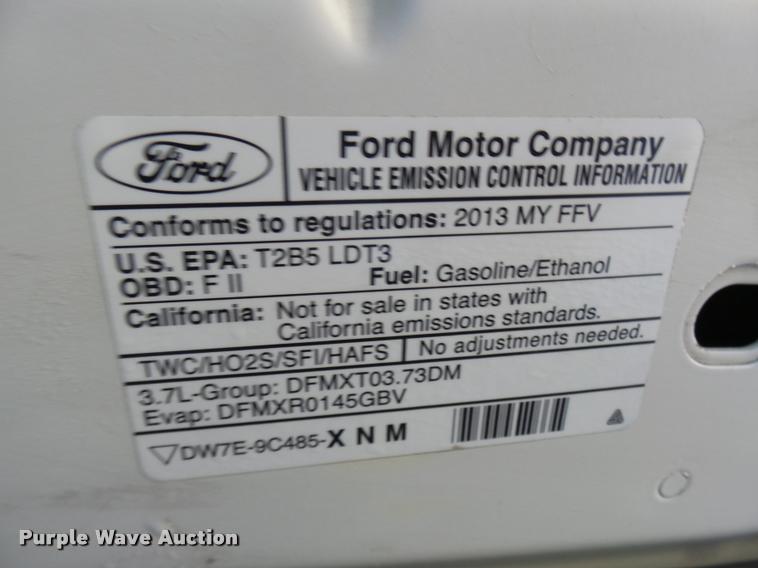 Ford
Ford Motor Company
VEHICLE EMISSION CONTROL INFORMATION
Conforms to regulations: 2013 MY FFV
U.S. EPA: T2B5 LDT3
OBD: F II
Fuel: Gasoline/Ethanol
California: Not for sale in states with
California emissions standards.
TWC/HO2S/SFI/HAFS
No adjustments needed.
3.7L-Group: DFMXT03.73DM
Evap: DFMXR0145GBV
DW7E-9C485-XNM
Purple Wave Auction